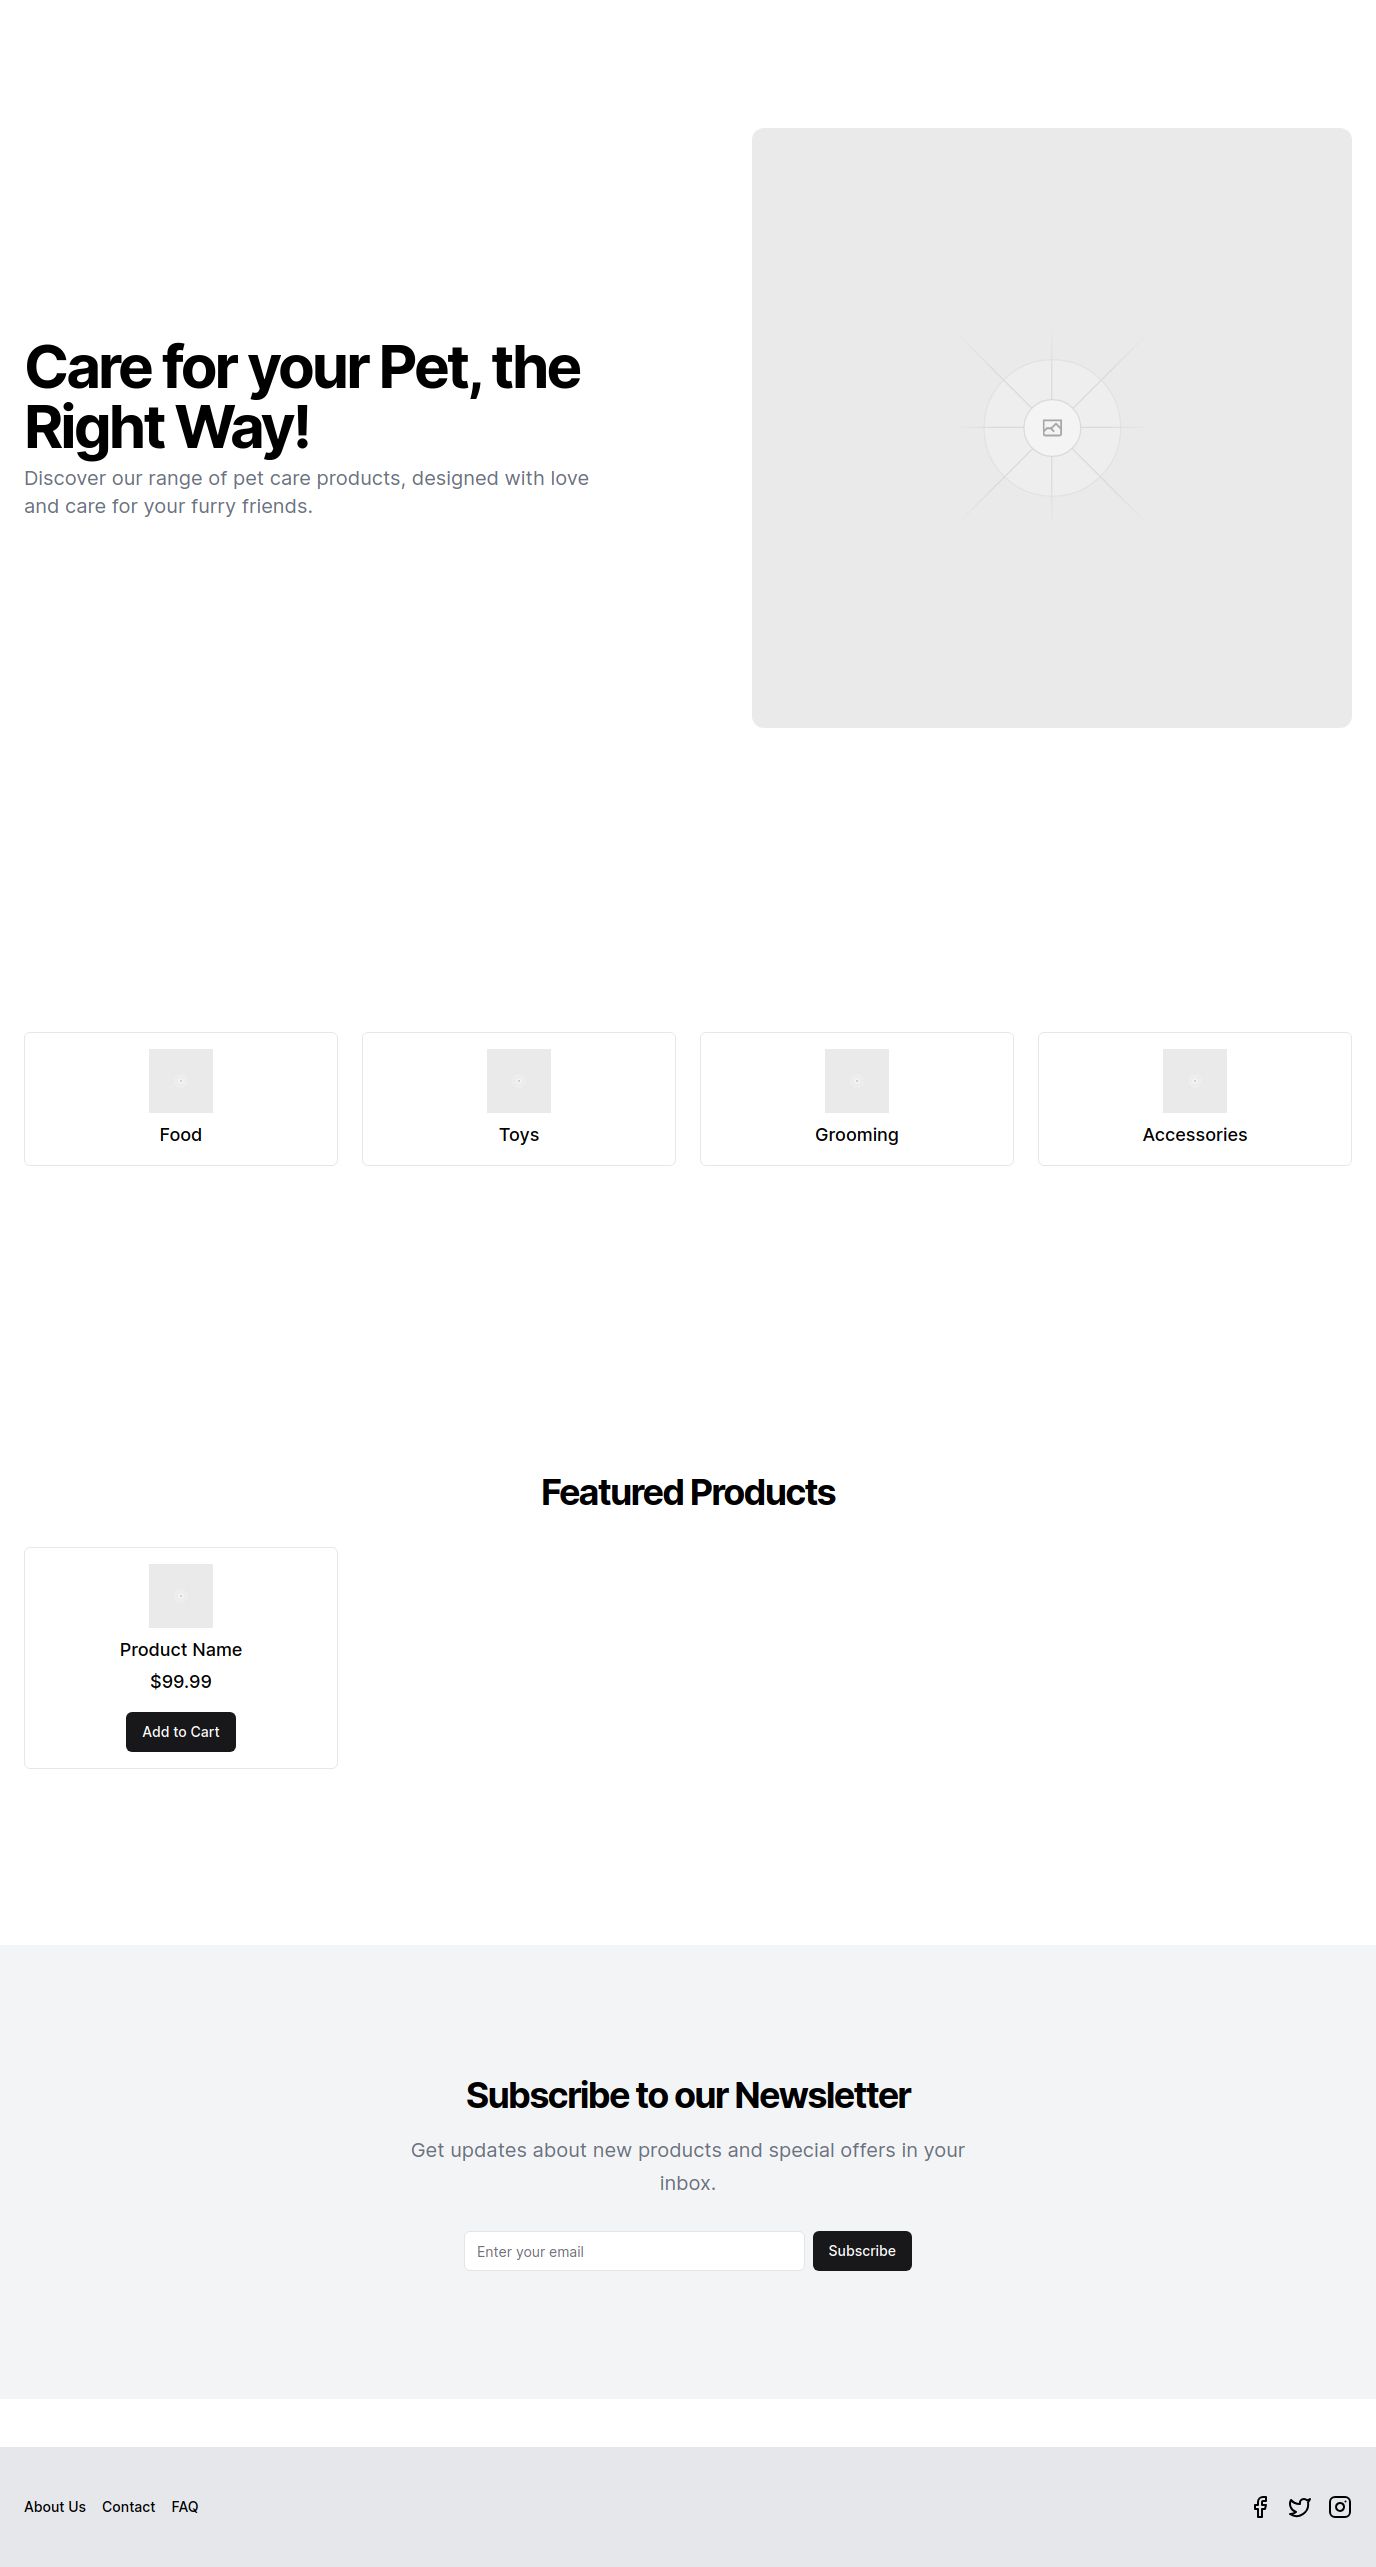 Care for your Pet, the
Right Way!
Discover our range of pet care products, designed with love
and care for your furry friends.
Food
Toys
Grooming
Accessories
Featured Products
Product Name
$99.99
Add to Cart
Subscribe to our Newsletter
Get updates about new products and special offers in your
inbox.
Enter your email
Subscribe
About Us
Contact
FAQ